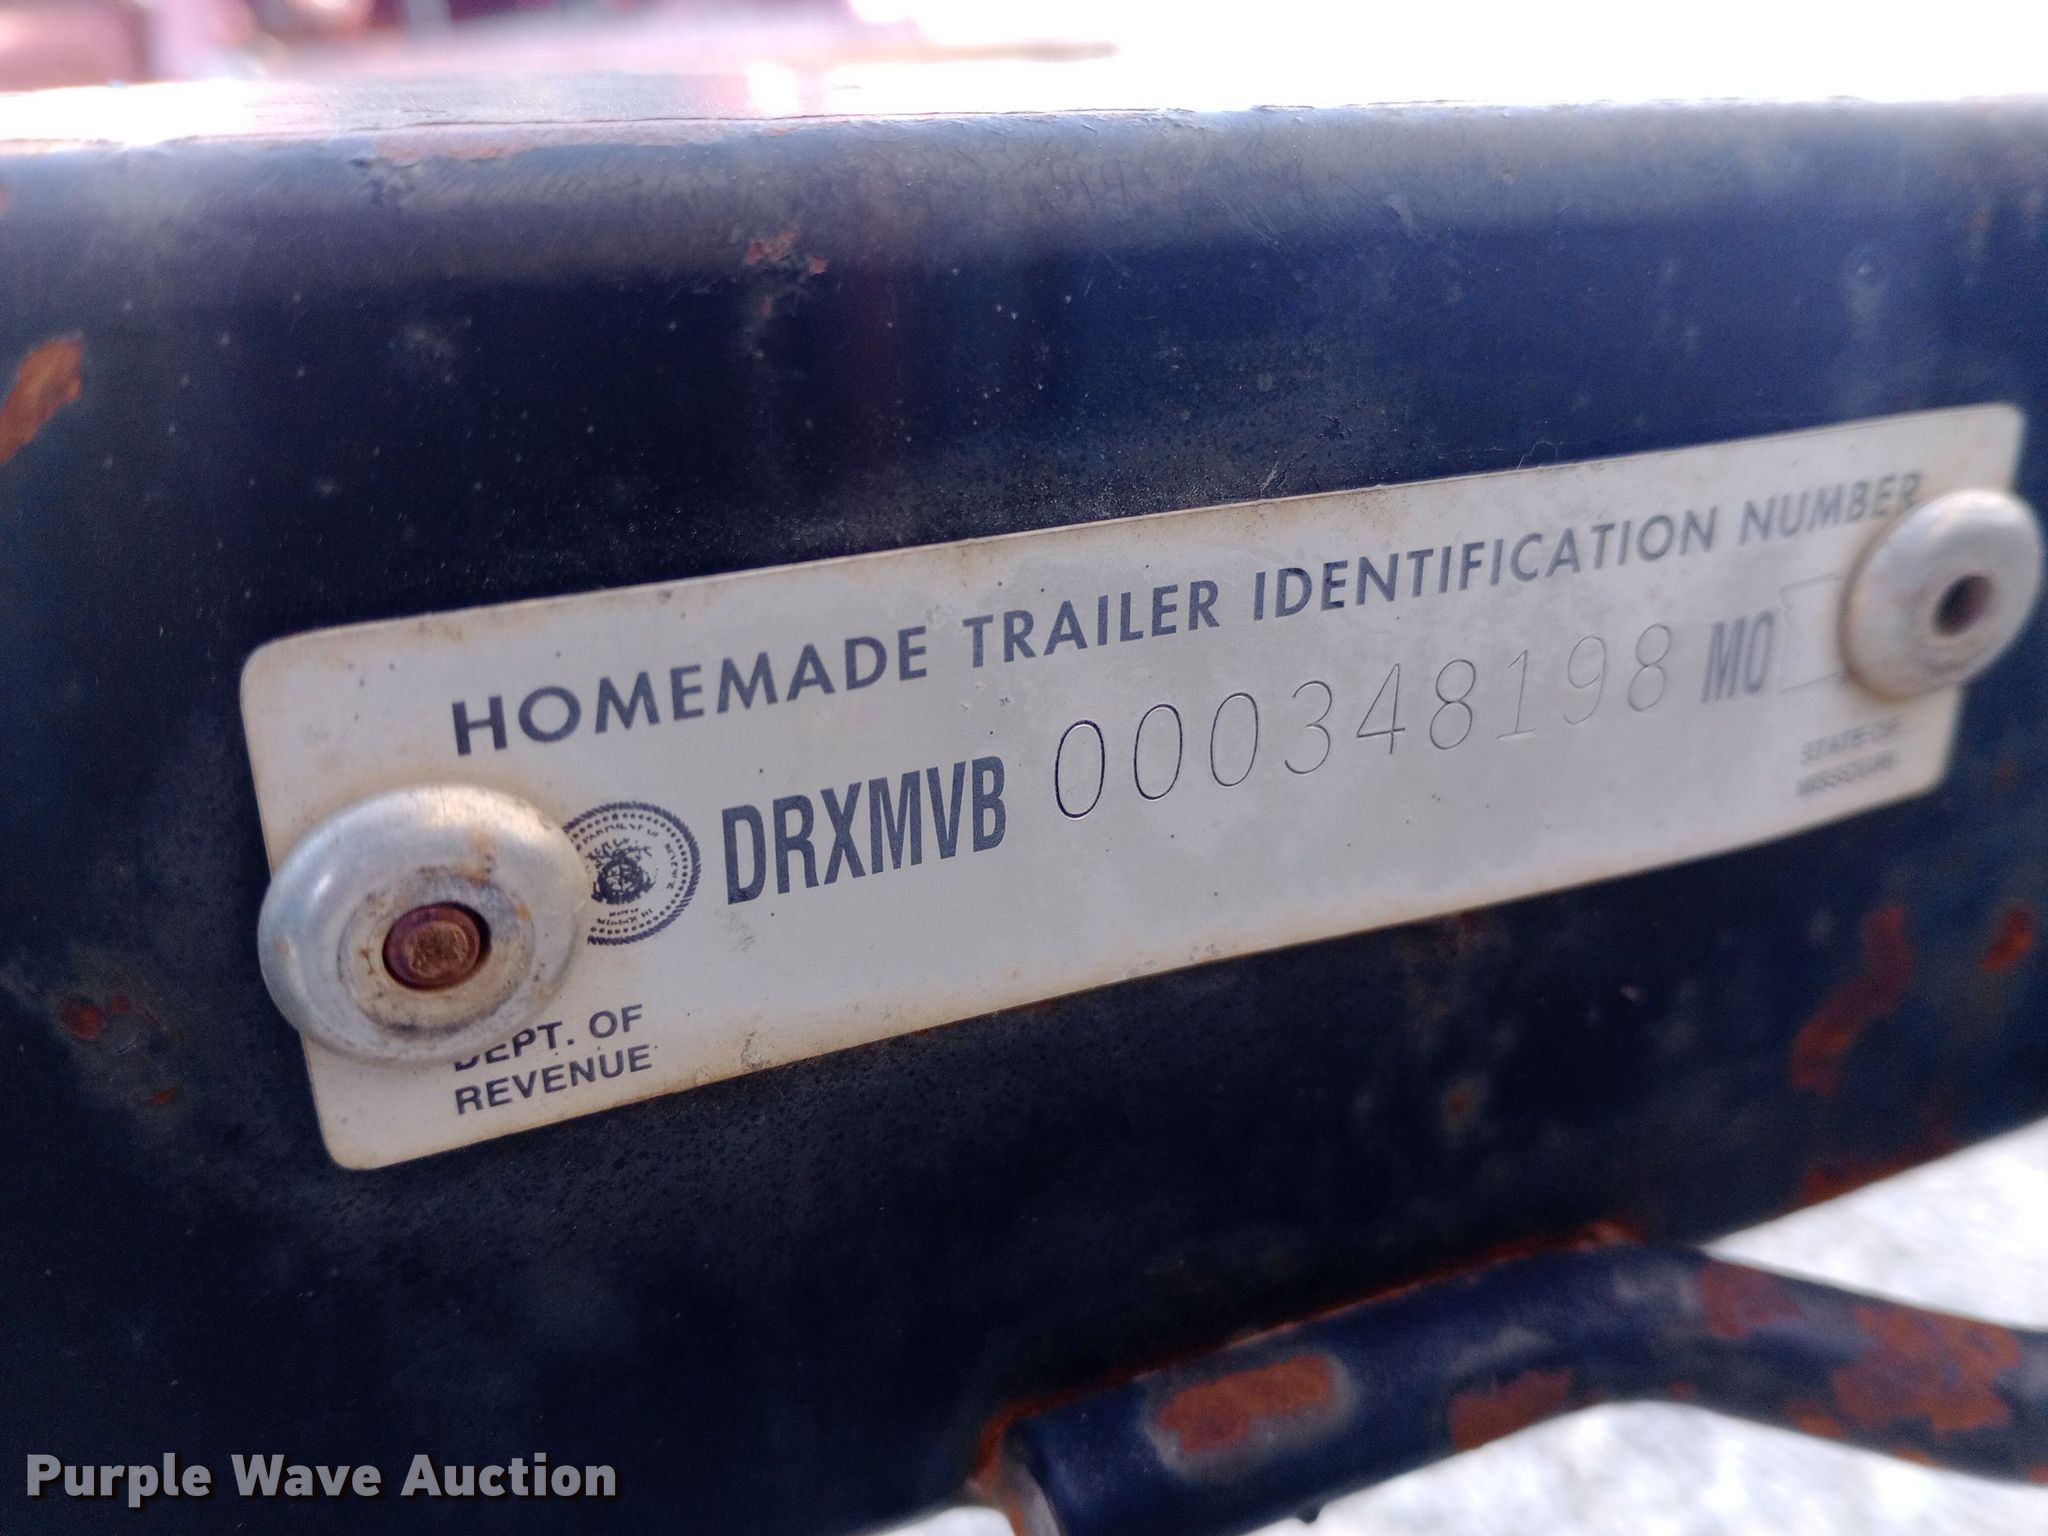 HOMEMADE TRAILER IDENTIFICATION NUMBER
DRXMVB 000348198 MO
STATE OF
MISSOURI
DEPT. OF
REVENUE
Purple Wave Auction